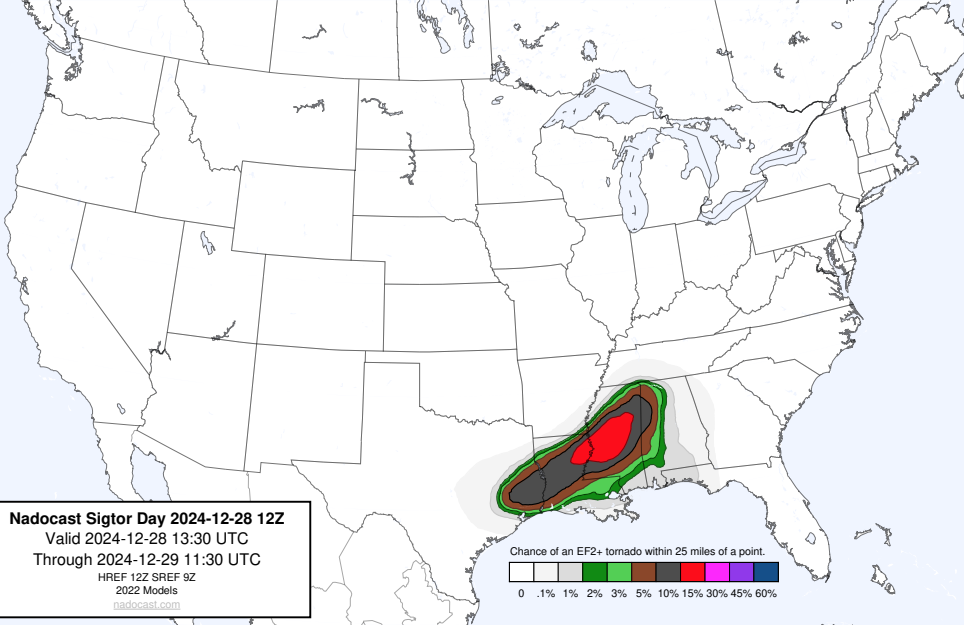 Nadocast Sigtor Day 2024-12-28 12Z
Valid 2024-12-28 13:30 UTC
Through 2024-12-29 11:30 UTC
HREF 12Z SREF 9Z
2022 Models
nadocast.com
Chance of an EF2+ tornado within 25 miles of a point.
0 .1% 1% 2% 3% 5% 10% 15% 30% 45% 60%